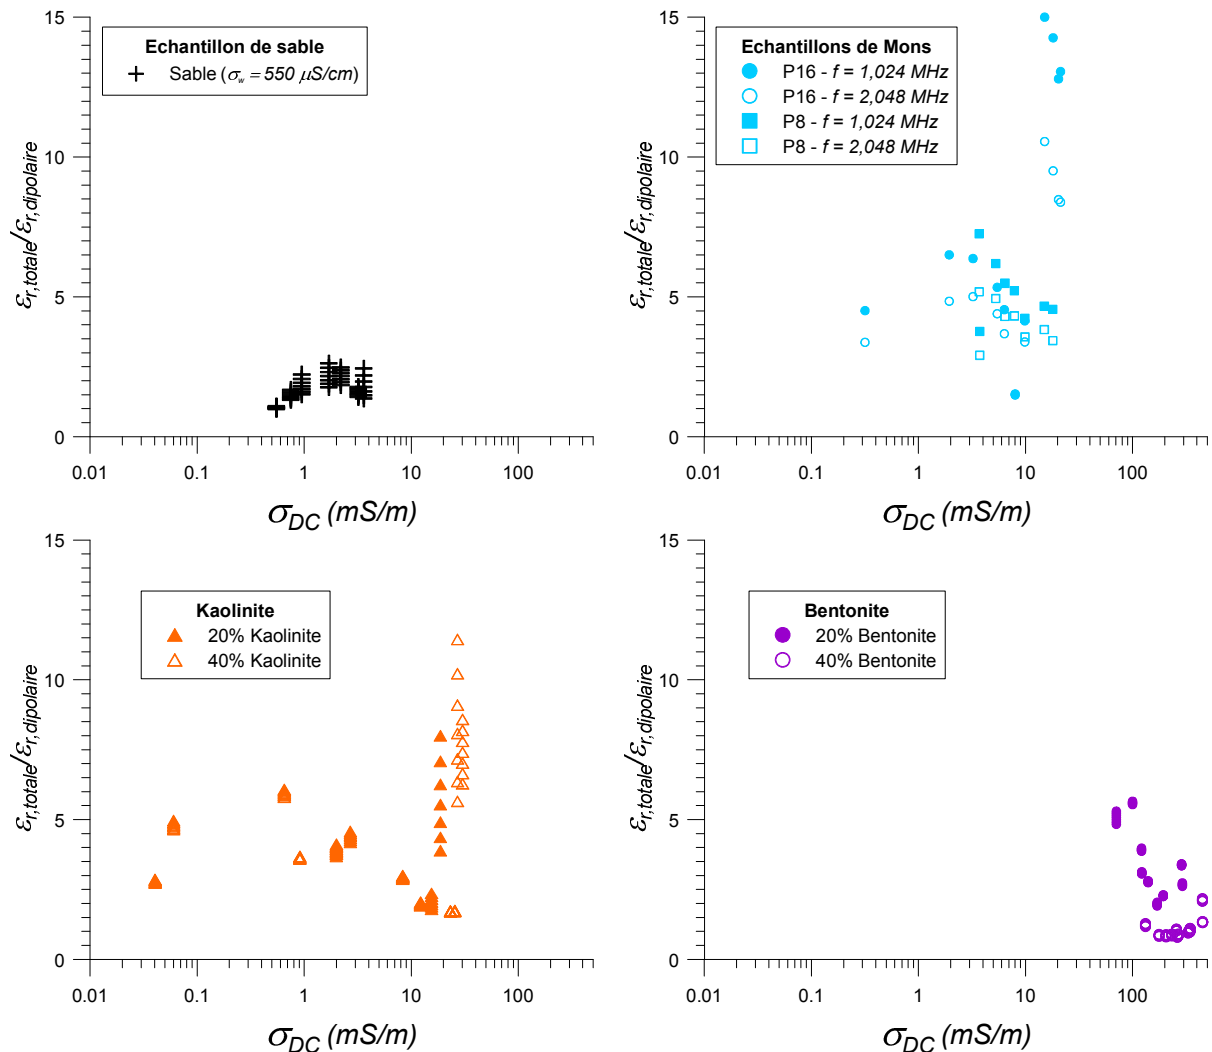 Echantillon de sable
Sable (σw = 550 µS/cm)
15
10
5
0
εr,totale/εr,dipolaire
0.01 0.1 1 10 100
σDC (mS/m)
Echantillons de Mons
P16 - f = 1,024 MHz
P16 - f = 2,048 MHz
P8 - f = 1,024 MHz
P8 - f = 2,048 MHz
15
10
5
0
εr,totale/εr,dipolaire
0.01 0.1 1 10 100
σDC (mS/m)
Kaolinite
20% Kaolinite
40% Kaolinite
15
10
5
0
εr,totale/εr,dipolaire
0.01 0.1 1 10 100
σDC (mS/m)
Bentonite
20% Bentonite
40% Bentonite
15
10
5
0
εr,totale/εr,dipolaire
0.01 0.1 1 10 100
σDC (mS/m)